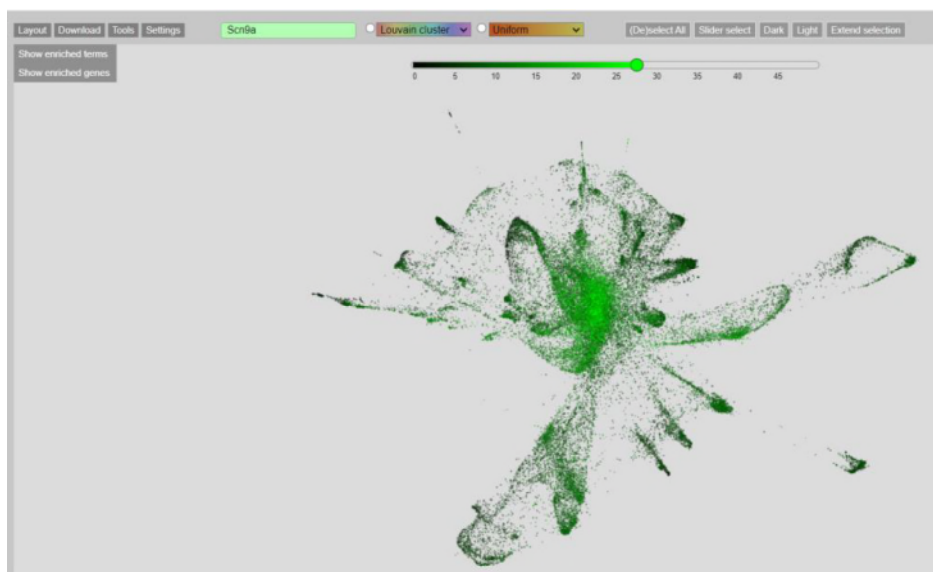 Layout Download Tools Settings Scn9a Louvain cluster Uniform (De)select All Slider select Dark Light Extend selection
Show enriched terms
Show enriched genes
0 5 10 15 20 25 30 35 40 45